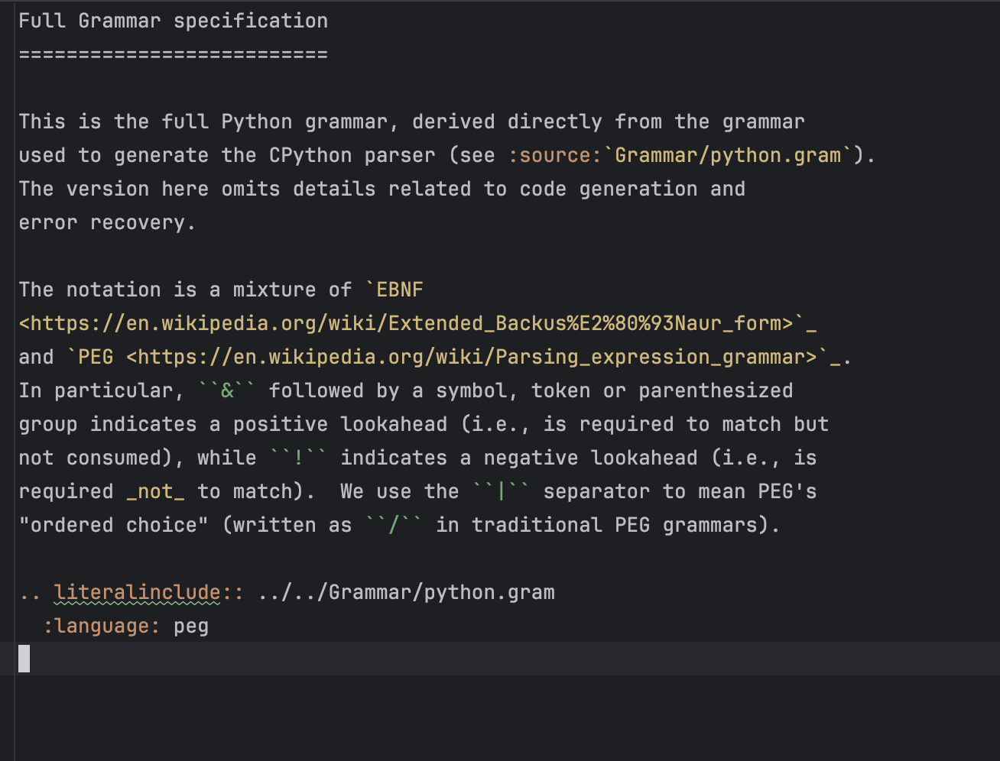 Full Grammar specification
==========================
This is the full Python grammar, derived directly from the grammar
used to generate the CPython parser (see :source:`Grammar/python.gram`).
The version here omits details related to code generation and
error recovery.
The notation is a mixture of `EBNF
<https://en.wikipedia.org/wiki/Extended_Backus%E2%80%93Naur_form>`_
and `PEG <https://en.wikipedia.org/wiki/Parsing_expression_grammar>`_.
In particular, ``&`` followed by a symbol, token or parenthesized
group indicates a positive lookahead (i.e., is required to match but
not consumed), while ``!`` indicates a negative lookahead (i.e., is
required _not_ to match).  We use the ``|`` separator to mean PEG's
"ordered choice" (written as ``/`` in traditional PEG grammars).
.. literalinclude:: ../../Grammar/python.gram
  :language: peg